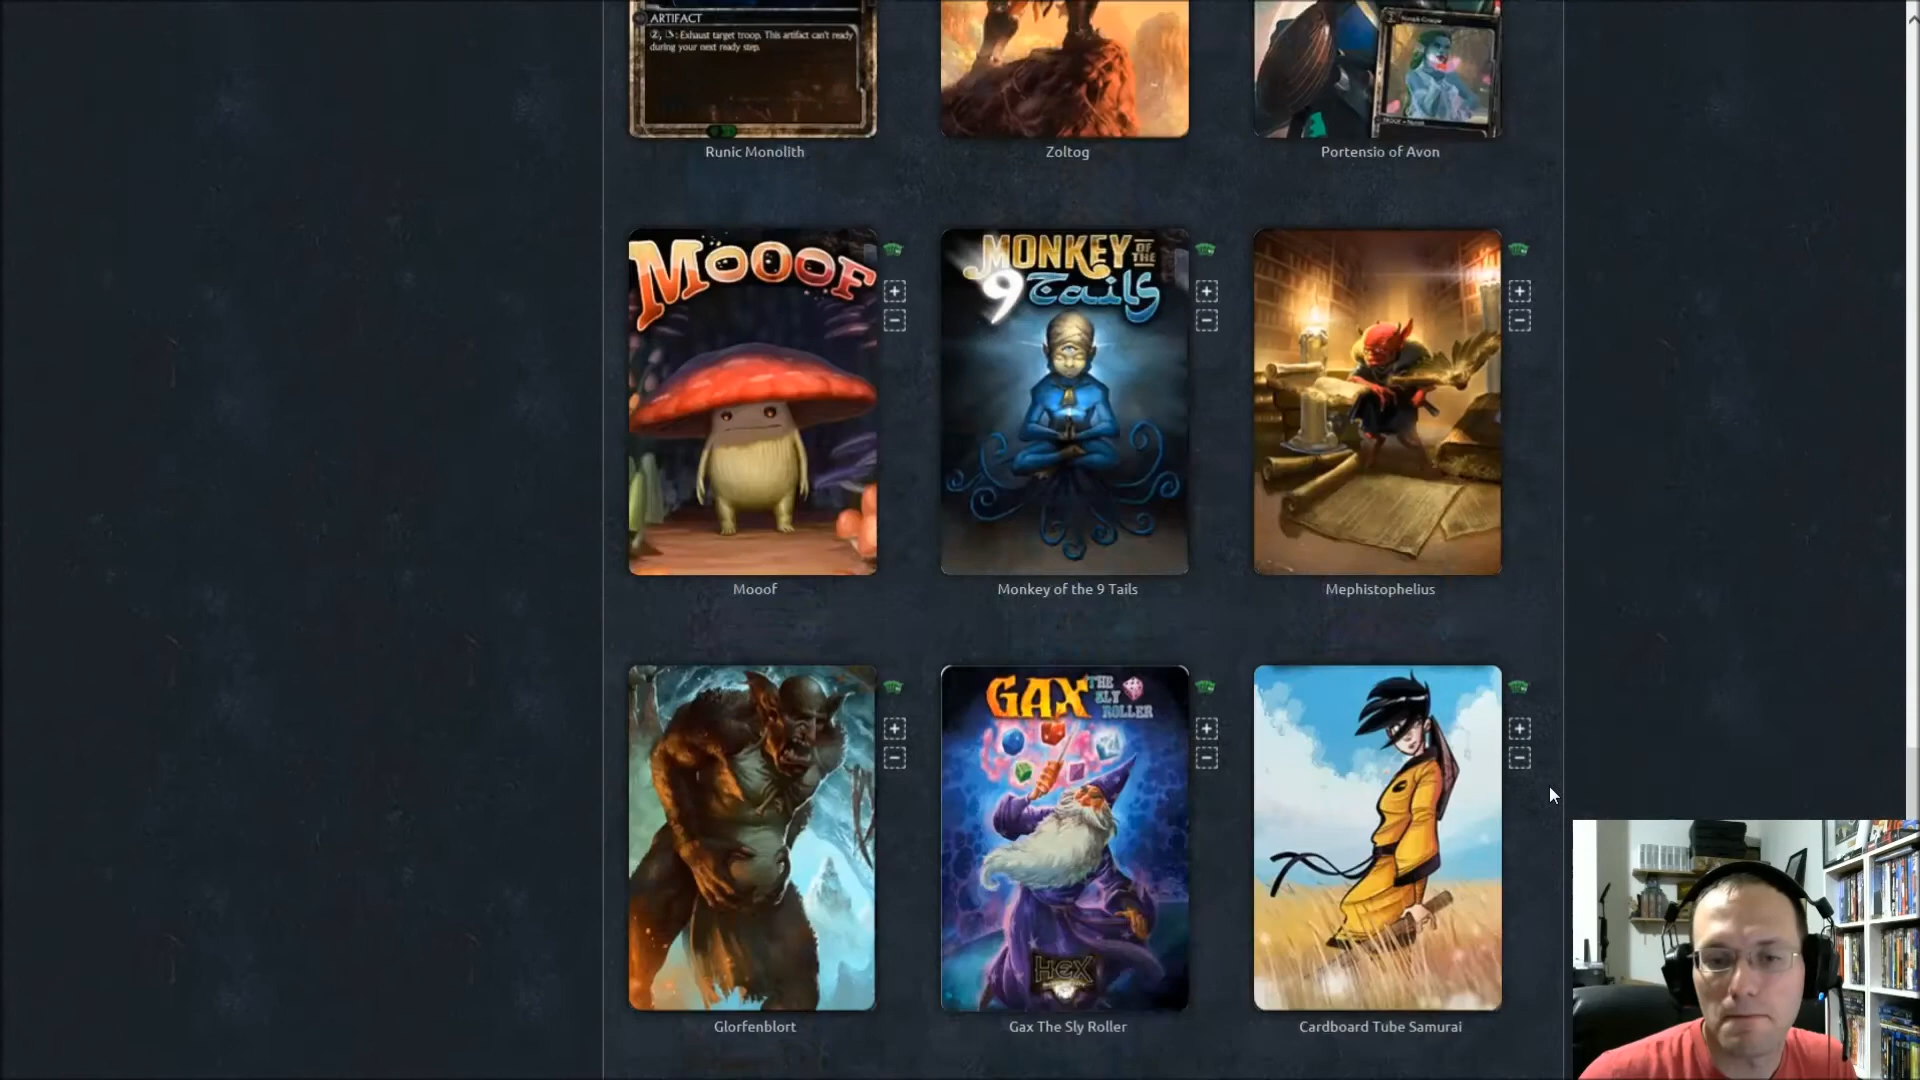 ARTIFACT
②, : Exhaust target troop. This artifact can't ready
during your next ready step.
Runic Monolith
Zoltog
Portensio of Avon
MOOOF
MONKEY OF THE
9 Tails
Mooof
Monkey of the 9 Tails
Mephistophelius
GAX THE SLY ROLLER
HEX
Glorfenblort
Gax The Sly Roller
Cardboard Tube Samurai